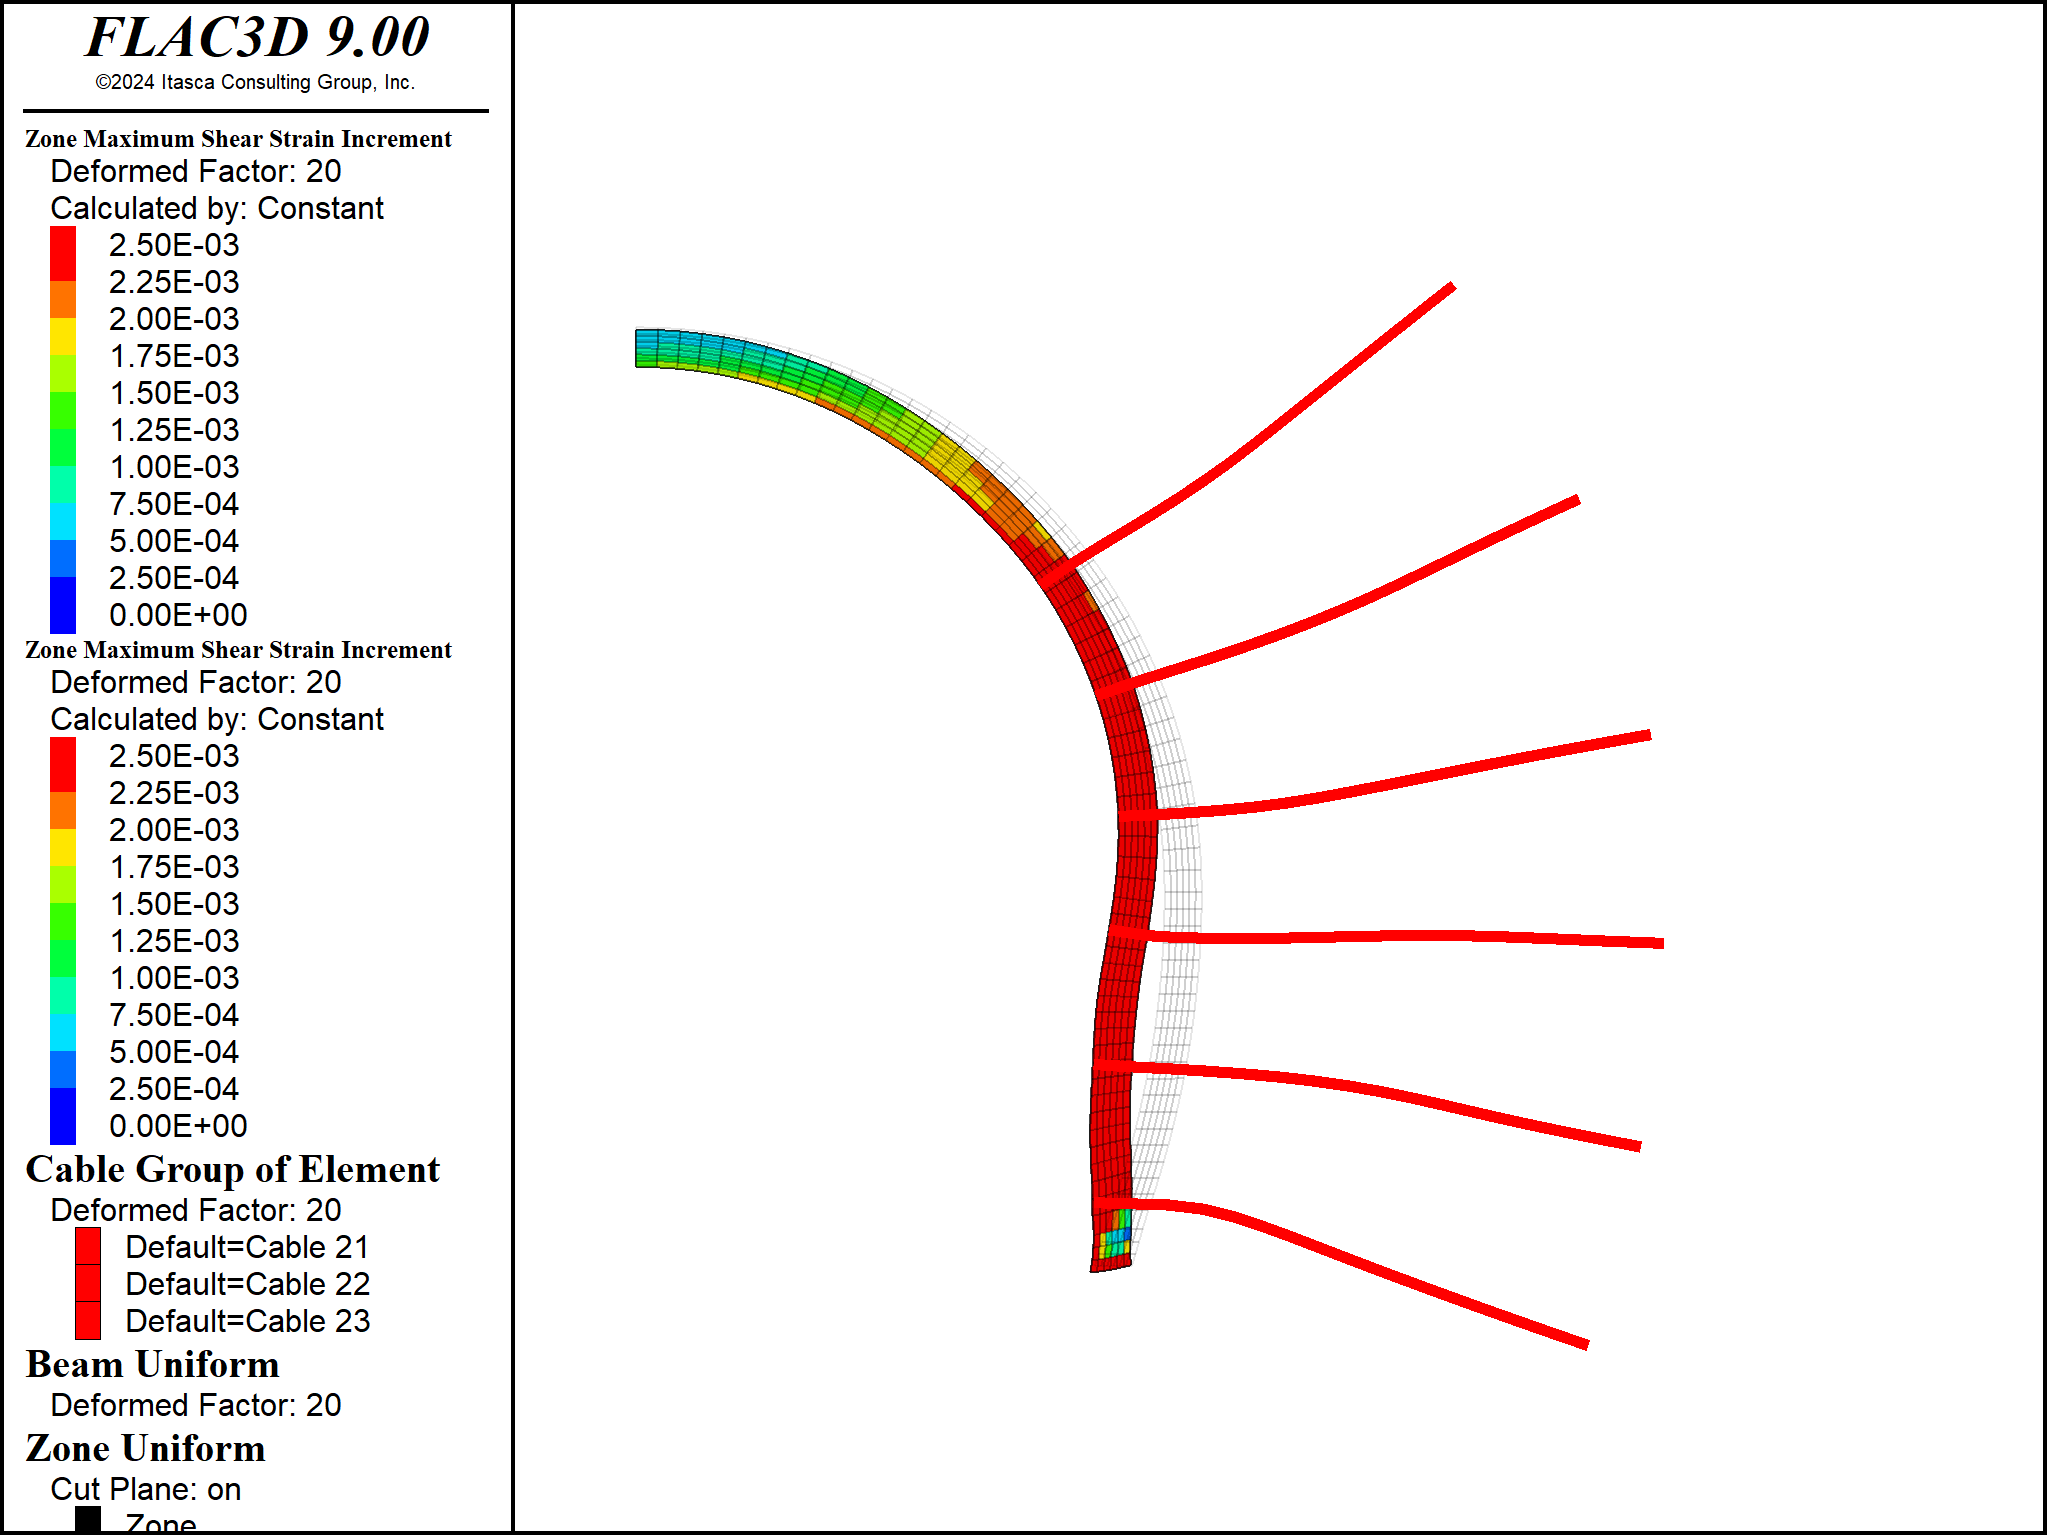 FLAC3D 9.00
©2024 Itasca Consulting Group, Inc.
Zone Maximum Shear Strain Increment
Deformed Factor: 20
Calculated by: Constant
2.50E-03
2.25E-03
2.00E-03
1.75E-03
1.50E-03
1.25E-03
1.00E-03
7.50E-04
5.00E-04
2.50E-04
0.00E+00
Zone Maximum Shear Strain Increment
Deformed Factor: 20
Calculated by: Constant
2.50E-03
2.25E-03
2.00E-03
1.75E-03
1.50E-03
1.25E-03
1.00E-03
7.50E-04
5.00E-04
2.50E-04
0.00E+00
Cable Group of Element
Deformed Factor: 20
Default=Cable 21
Default=Cable 22
Default=Cable 23
Beam Uniform
Deformed Factor: 20
Zone Uniform
Cut Plane: on
Zone